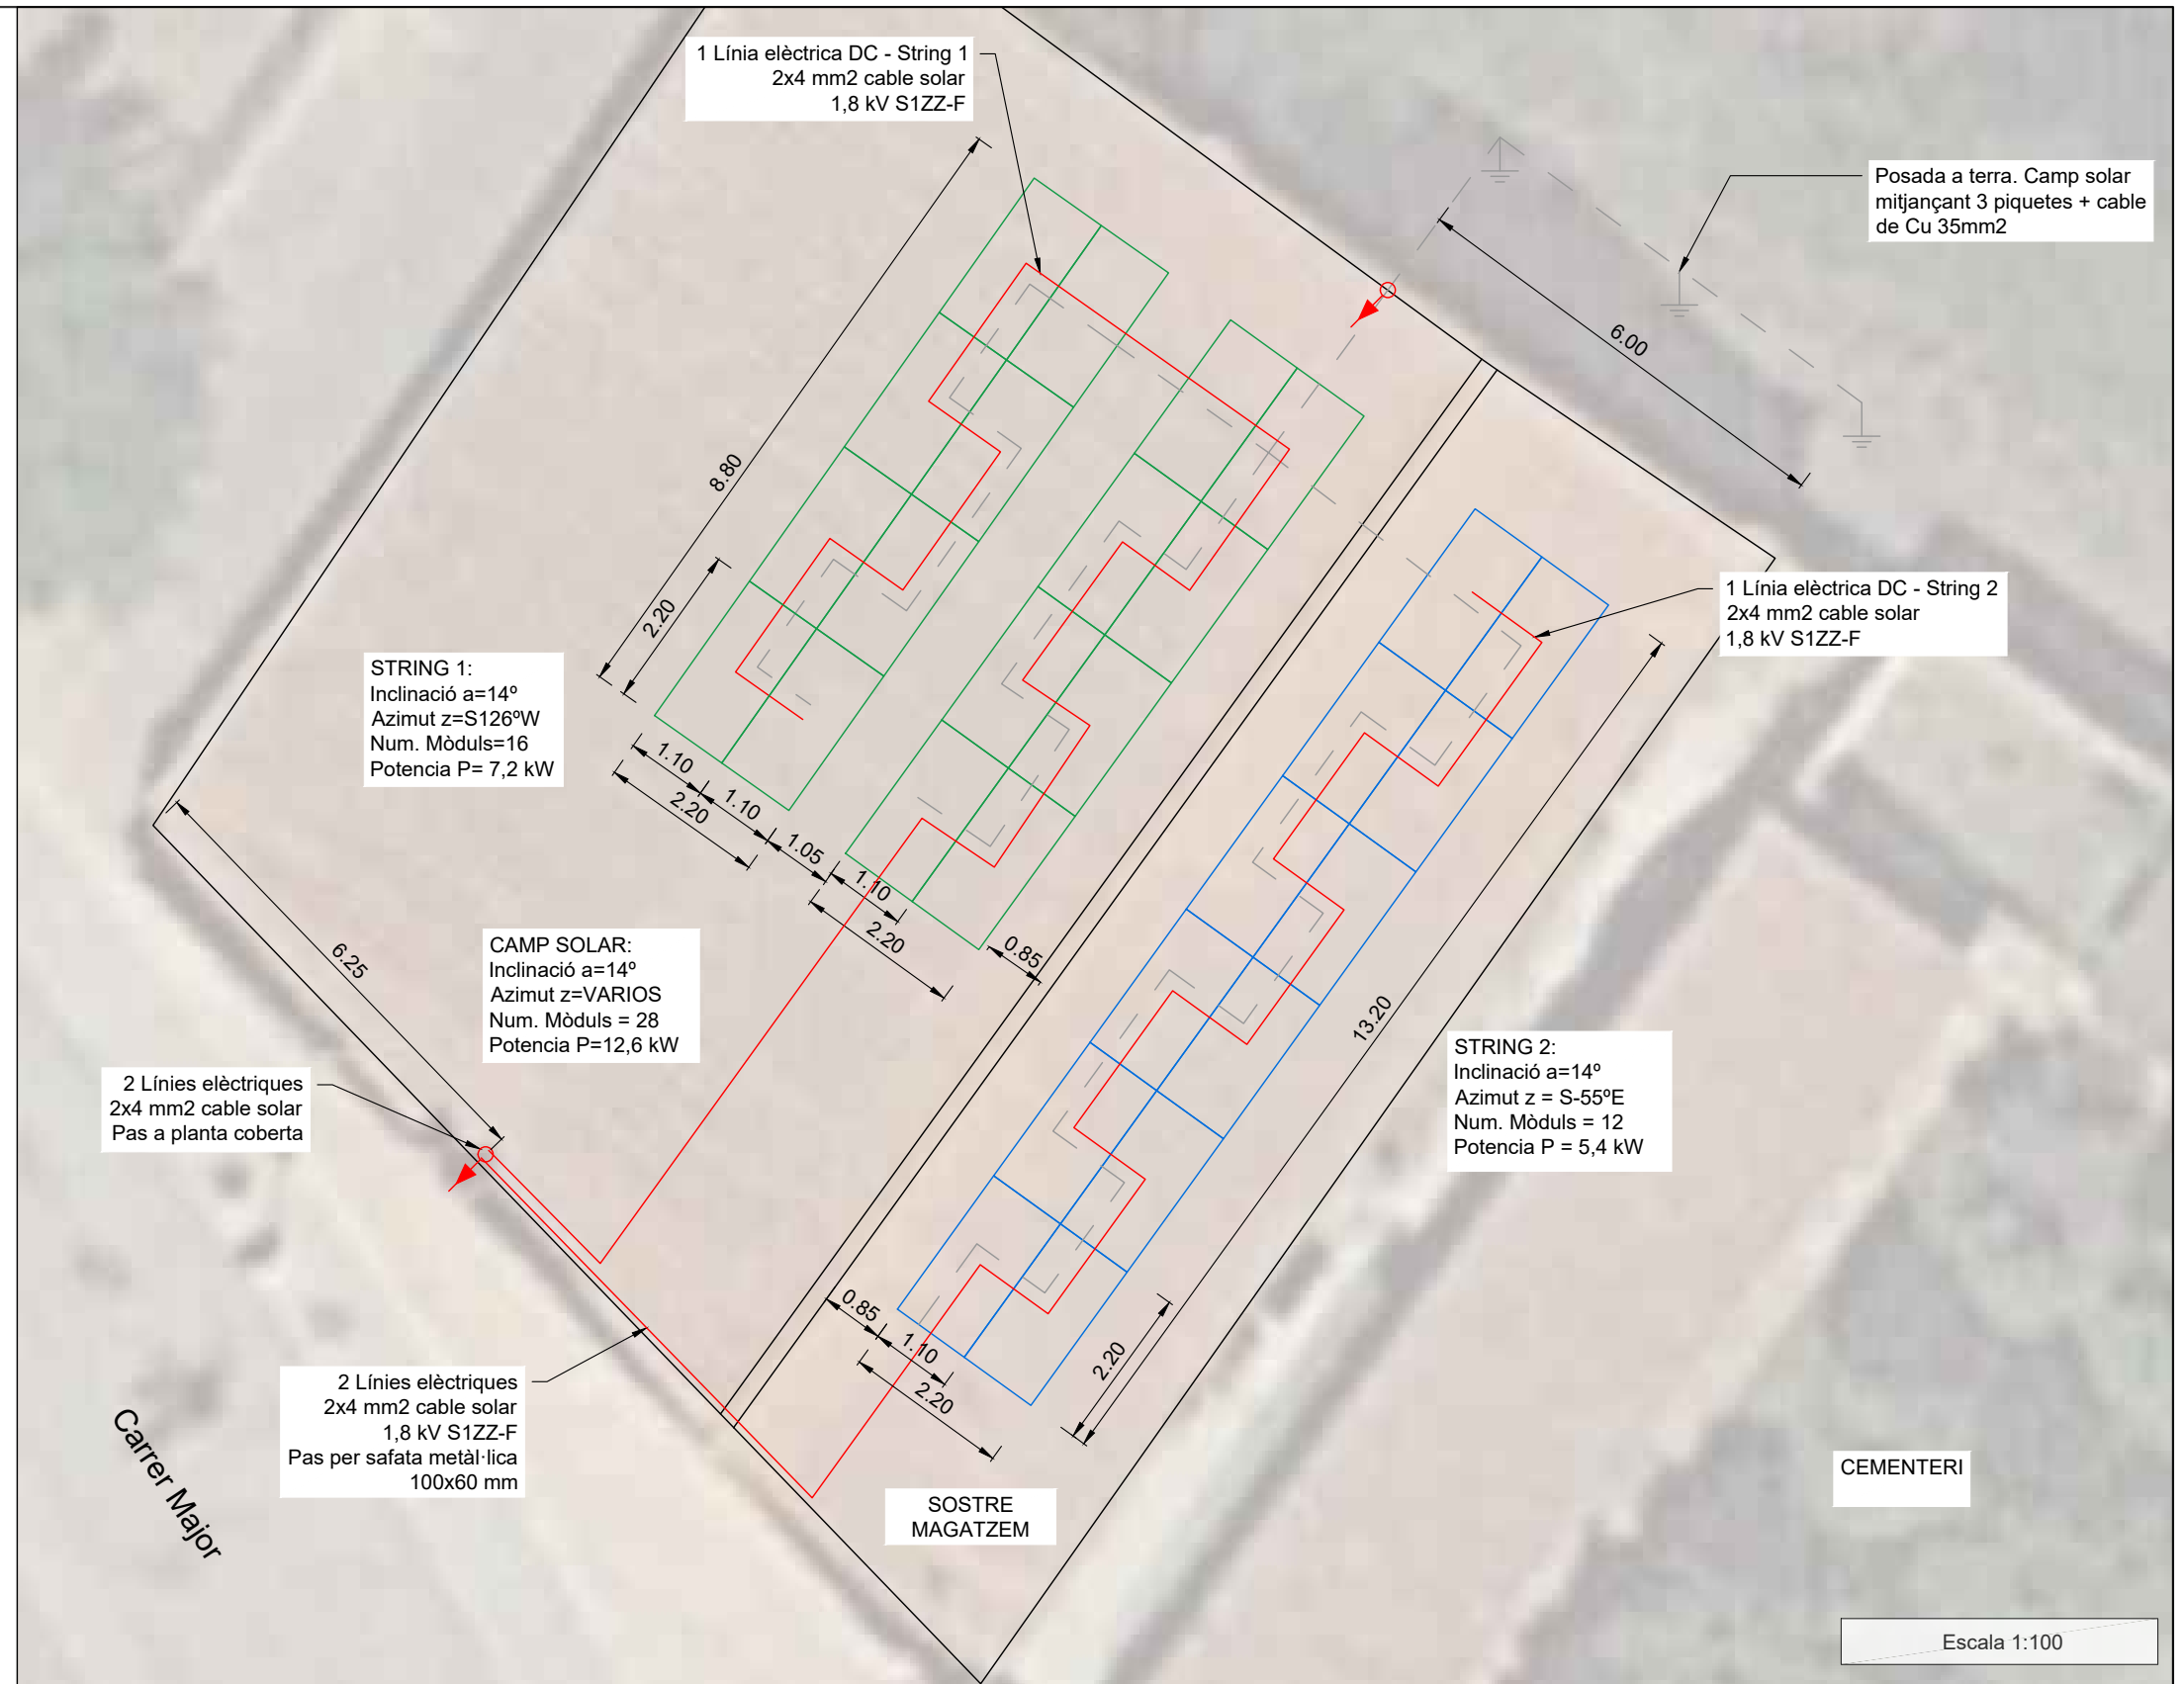 1 Línia elèctrica DC - String 1
2x4 mm2 cable solar
1,8 kV S1ZZ-F
Posada a terra. Camp solar
mitjançant 3 piquetes + cable
de Cu 35mm2
6.00
8.80
2.20
1 Línia elèctrica DC - String 2
2x4 mm2 cable solar
1,8 kV S1ZZ-F
STRING 1:
Inclinació a=14º
Azimut z=S126ºW
Num. Mòduls=16
Potencia P= 7,2 kW
1.10
2.20
1.10
1.05
1.10
2.20
0.85
6.25
CAMP SOLAR:
Inclinació a=14º
Azimut z=VARIOS
Num. Mòduls = 28
Potencia P=12,6 kW
13.20
STRING 2:
Inclinació a=14º
Azimut z = S-55ºE
Num. Mòduls = 12
Potencia P = 5,4 kW
2 Línies elèctriques
2x4 mm2 cable solar
Pas a planta coberta
0.85
1.10
2.20
2.20
2 Línies elèctriques
2x4 mm2 cable solar
1,8 kV S1ZZ-F
Pas per safata metàl·lica
100x60 mm
Carrer Major
SOSTRE
MAGATZEM
CEMENTERI
Escala 1:100